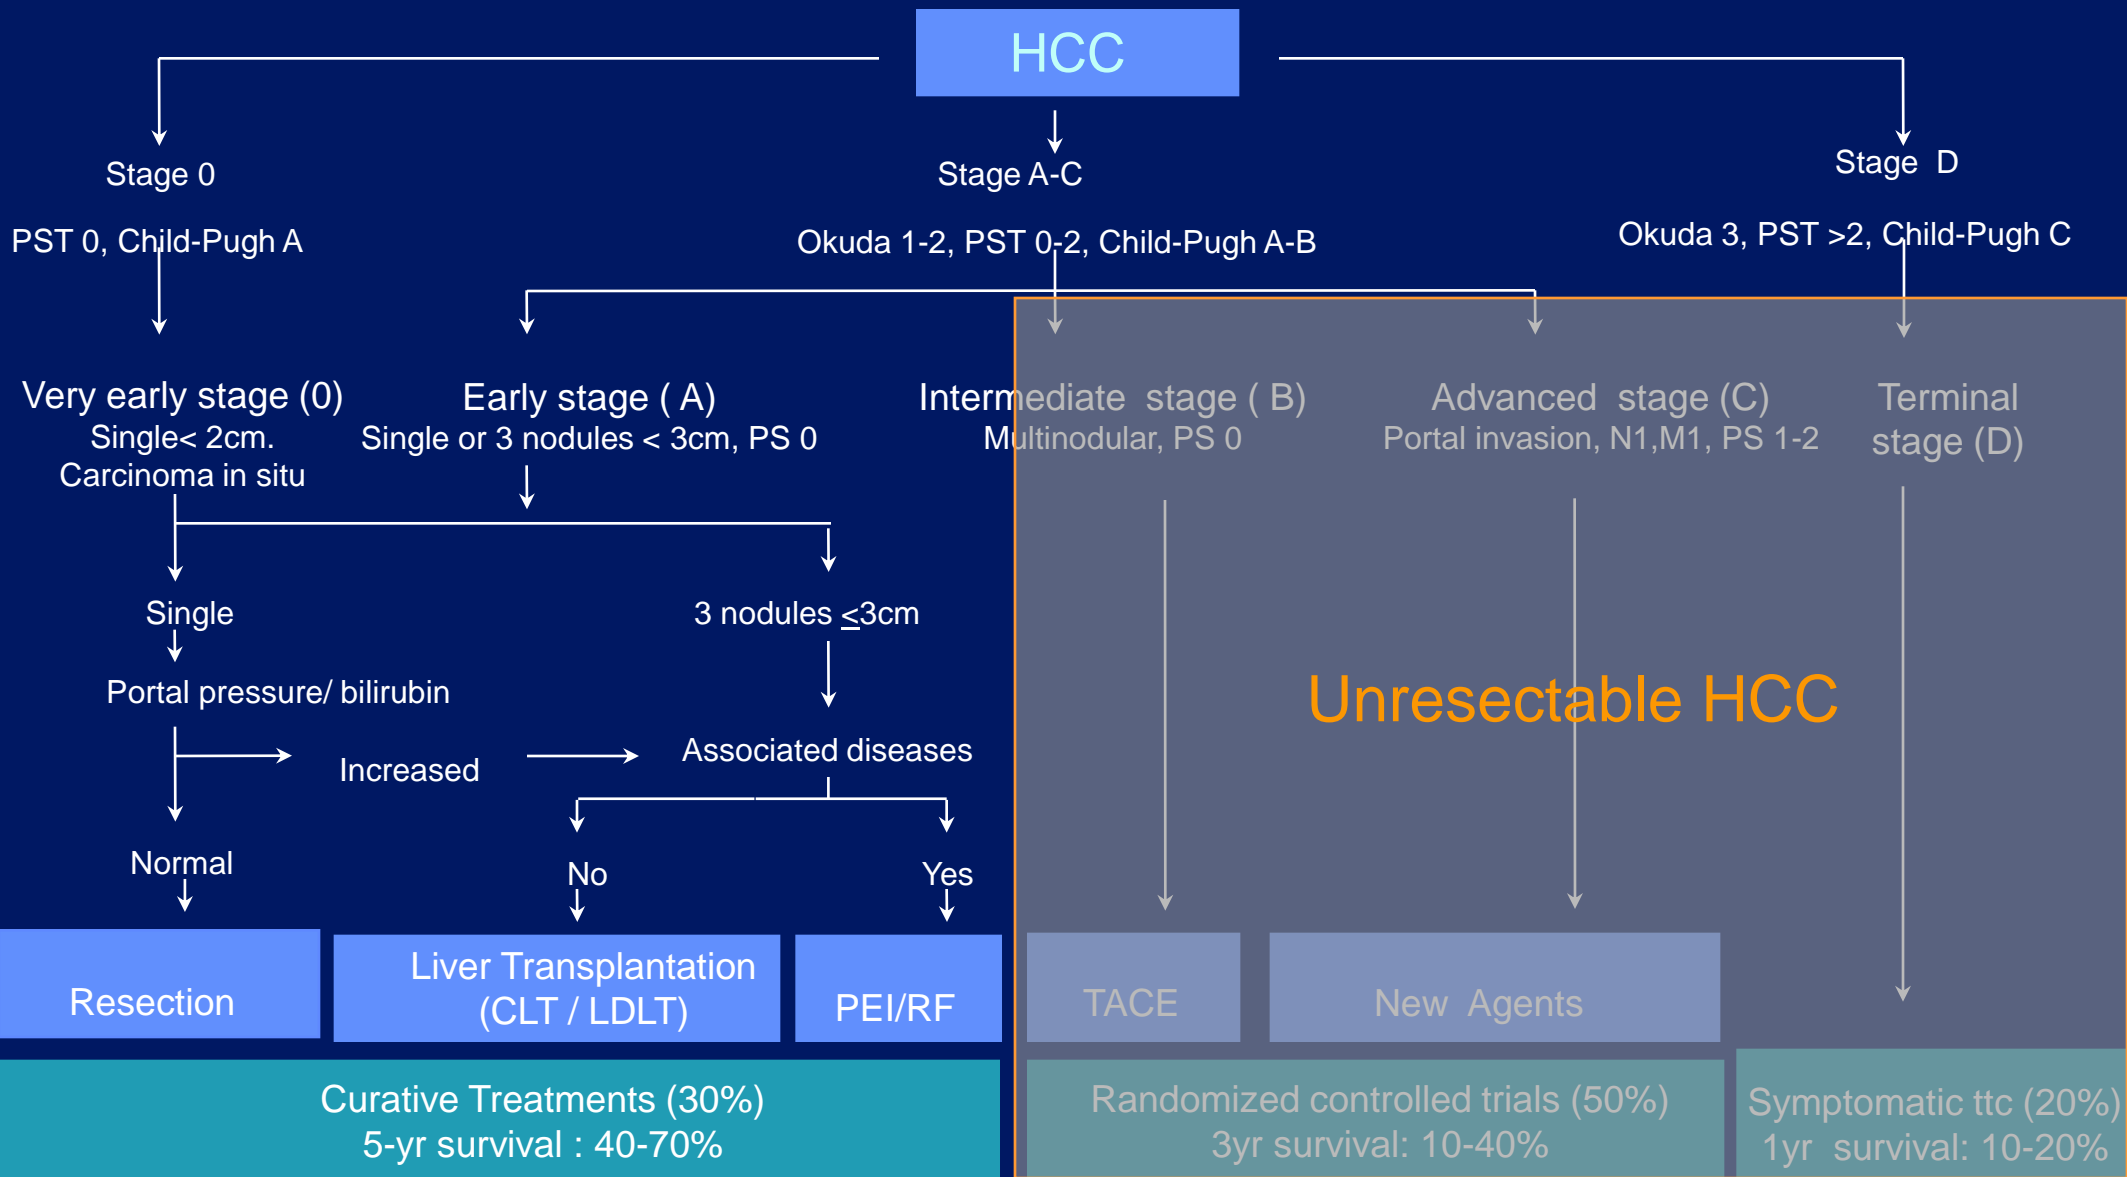 HCC
Stage 0
Stage A-C
Stage D
PST 0, Child-Pugh A
Okuda 1-2, PST 0-2, Child-Pugh A-B
Okuda 3, PST >2, Child-Pugh C
Very early stage (0)
Single< 2cm.
Carcinoma in situ
Early stage ( A)
Single or 3 nodules < 3cm, PS 0
Intermediate stage ( B)
Multinodular, PS 0
Advanced stage (C)
Portal invasion, N1,M1, PS 1-2
Terminal
stage (D)
Single
3 nodules ≤3cm
Portal pressure/ bilirubin
Unresectable HCC
Increased
Associated diseases
Normal
No
Yes
Resection
Liver Transplantation
(CLT / LDLT)
PEI/RF
TACE
New Agents
Curative Treatments (30%)
5-yr survival : 40-70%
Randomized controlled trials (50%)
3yr survival: 10-40%
Symptomatic ttc (20%)
1yr survival: 10-20%